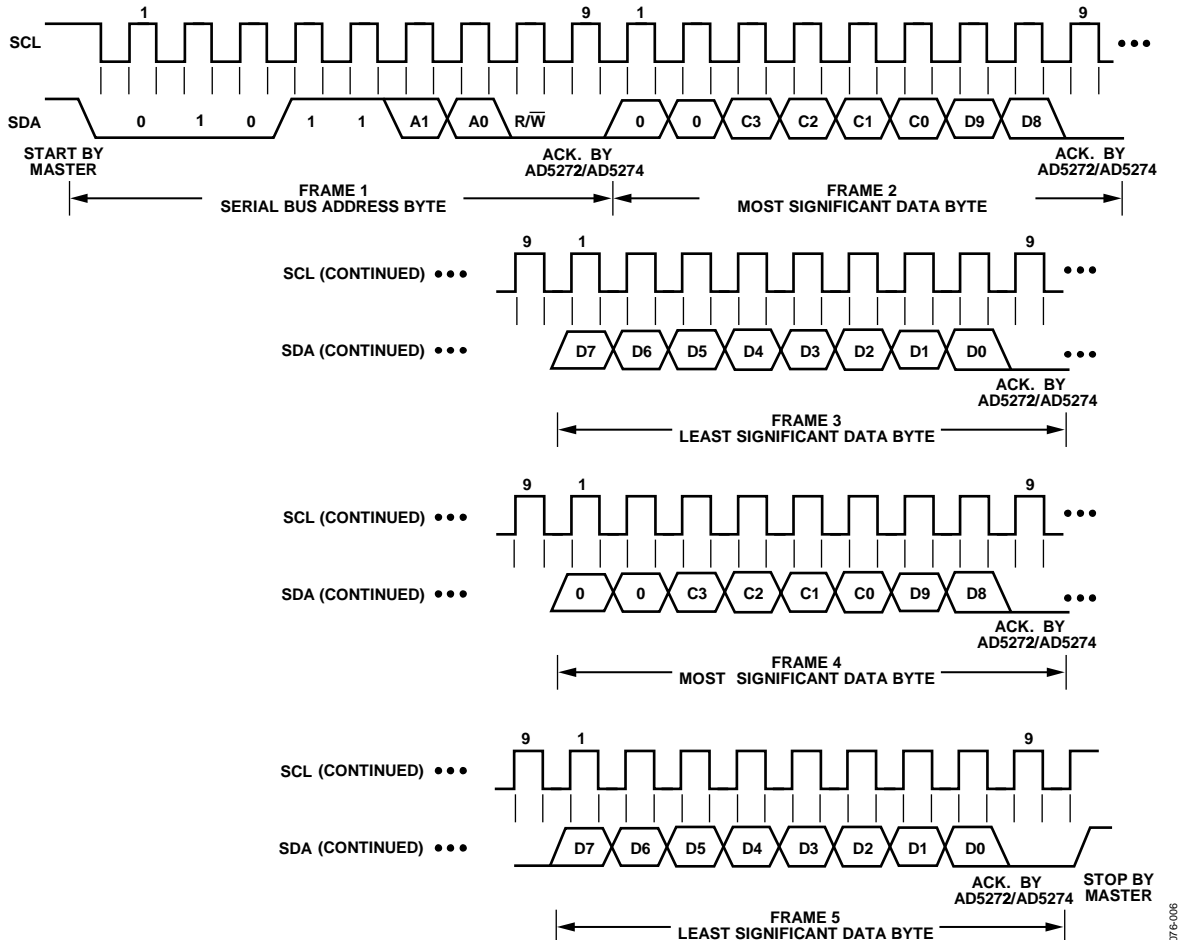 1 9 1 9
SCL
SDA 0 1 0 1 1 A1 A0 R/W̅ 0 0 C3 C2 C1 C0 D9 D8
START BY
MASTER
ACK. BY
AD5272/AD5274
ACK. BY
AD5272/AD5274
FRAME 1
SERIAL BUS ADDRESS BYTE
FRAME 2
MOST SIGNIFICANT DATA BYTE
9 1 9
SCL (CONTINUED)
SDA (CONTINUED) D7 D6 D5 D4 D3 D2 D1 D0
ACK. BY
AD5272/AD5274
FRAME 3
LEAST SIGNIFICANT DATA BYTE
9 1 9
SCL (CONTINUED)
SDA (CONTINUED) 0 0 C3 C2 C1 C0 D9 D8
ACK. BY
AD5272/AD5274
FRAME 4
MOST SIGNIFICANT DATA BYTE
9 1 9
SCL (CONTINUED)
SDA (CONTINUED) D7 D6 D5 D4 D3 D2 D1 D0
ACK. BY
AD5272/AD5274
STOP BY
MASTER
FRAME 5
LEAST SIGNIFICANT DATA BYTE